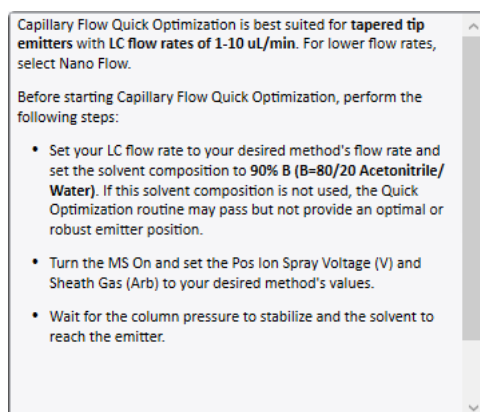 Capillary Flow Quick Optimization is best suited for tapered tip
emitters with LC flow rates of 1-10 uL/min. For lower flow rates,
select Nano Flow.
Before starting Capillary Flow Quick Optimization, perform the
following steps:
• Set your LC flow rate to your desired method's flow rate and
set the solvent composition to 90% B (B=80/20 Acetonitrile/
Water). If this solvent composition is not used, the Quick
Optimization routine may pass but not provide an optimal or
robust emitter position.
• Turn the MS On and set the Pos Ion Spray Voltage (V) and
Sheath Gas (Arb) to your desired method's values.
• Wait for the column pressure to stabilize and the solvent to
reach the emitter.